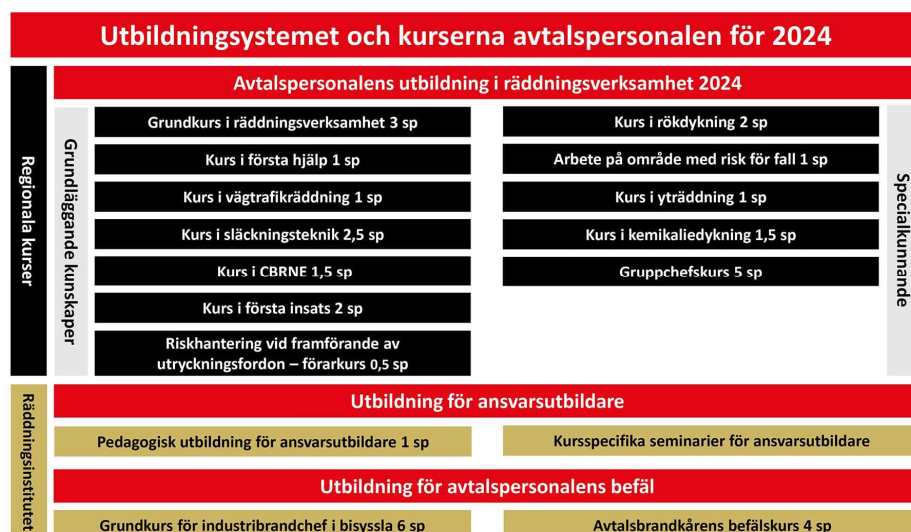 Utbildningsystemet och kurserna avtalspersonalen för 2024
Avtalspersonalens utbildning i räddningsverksamhet 2024
Regionala kurser
Grundläggande kunskaper
Grundkurs i räddningsverksamhet 3 sp
Kurs i första hjälp 1 sp
Kurs i vägtrafikräddning 1 sp
Kurs i släckningsteknik 2,5 sp
Kurs i CBRNE 1,5 sp
Kurs i första insats 2 sp
Riskhantering vid framförande av
utryckningsfordon – förarkurs 0,5 sp
Kurs i rökdykning 2 sp
Arbete på område med risk för fall 1 sp
Kurs i yträddning 1 sp
Kurs i kemikaliedykning 1,5 sp
Gruppchefskurs 5 sp
Specialkunnande
Räddningsinstitutet
Utbildning för ansvarsutbildare
Pedagogisk utbildning för ansvarsutbildare 1 sp
Kursspecifika seminarier för ansvarsutbildare
Utbildning för avtalspersonalens befäl
Grundkurs för industribrandchef i bisyssla 6 sp
Avtalsbrandkårens befälskurs 4 sp